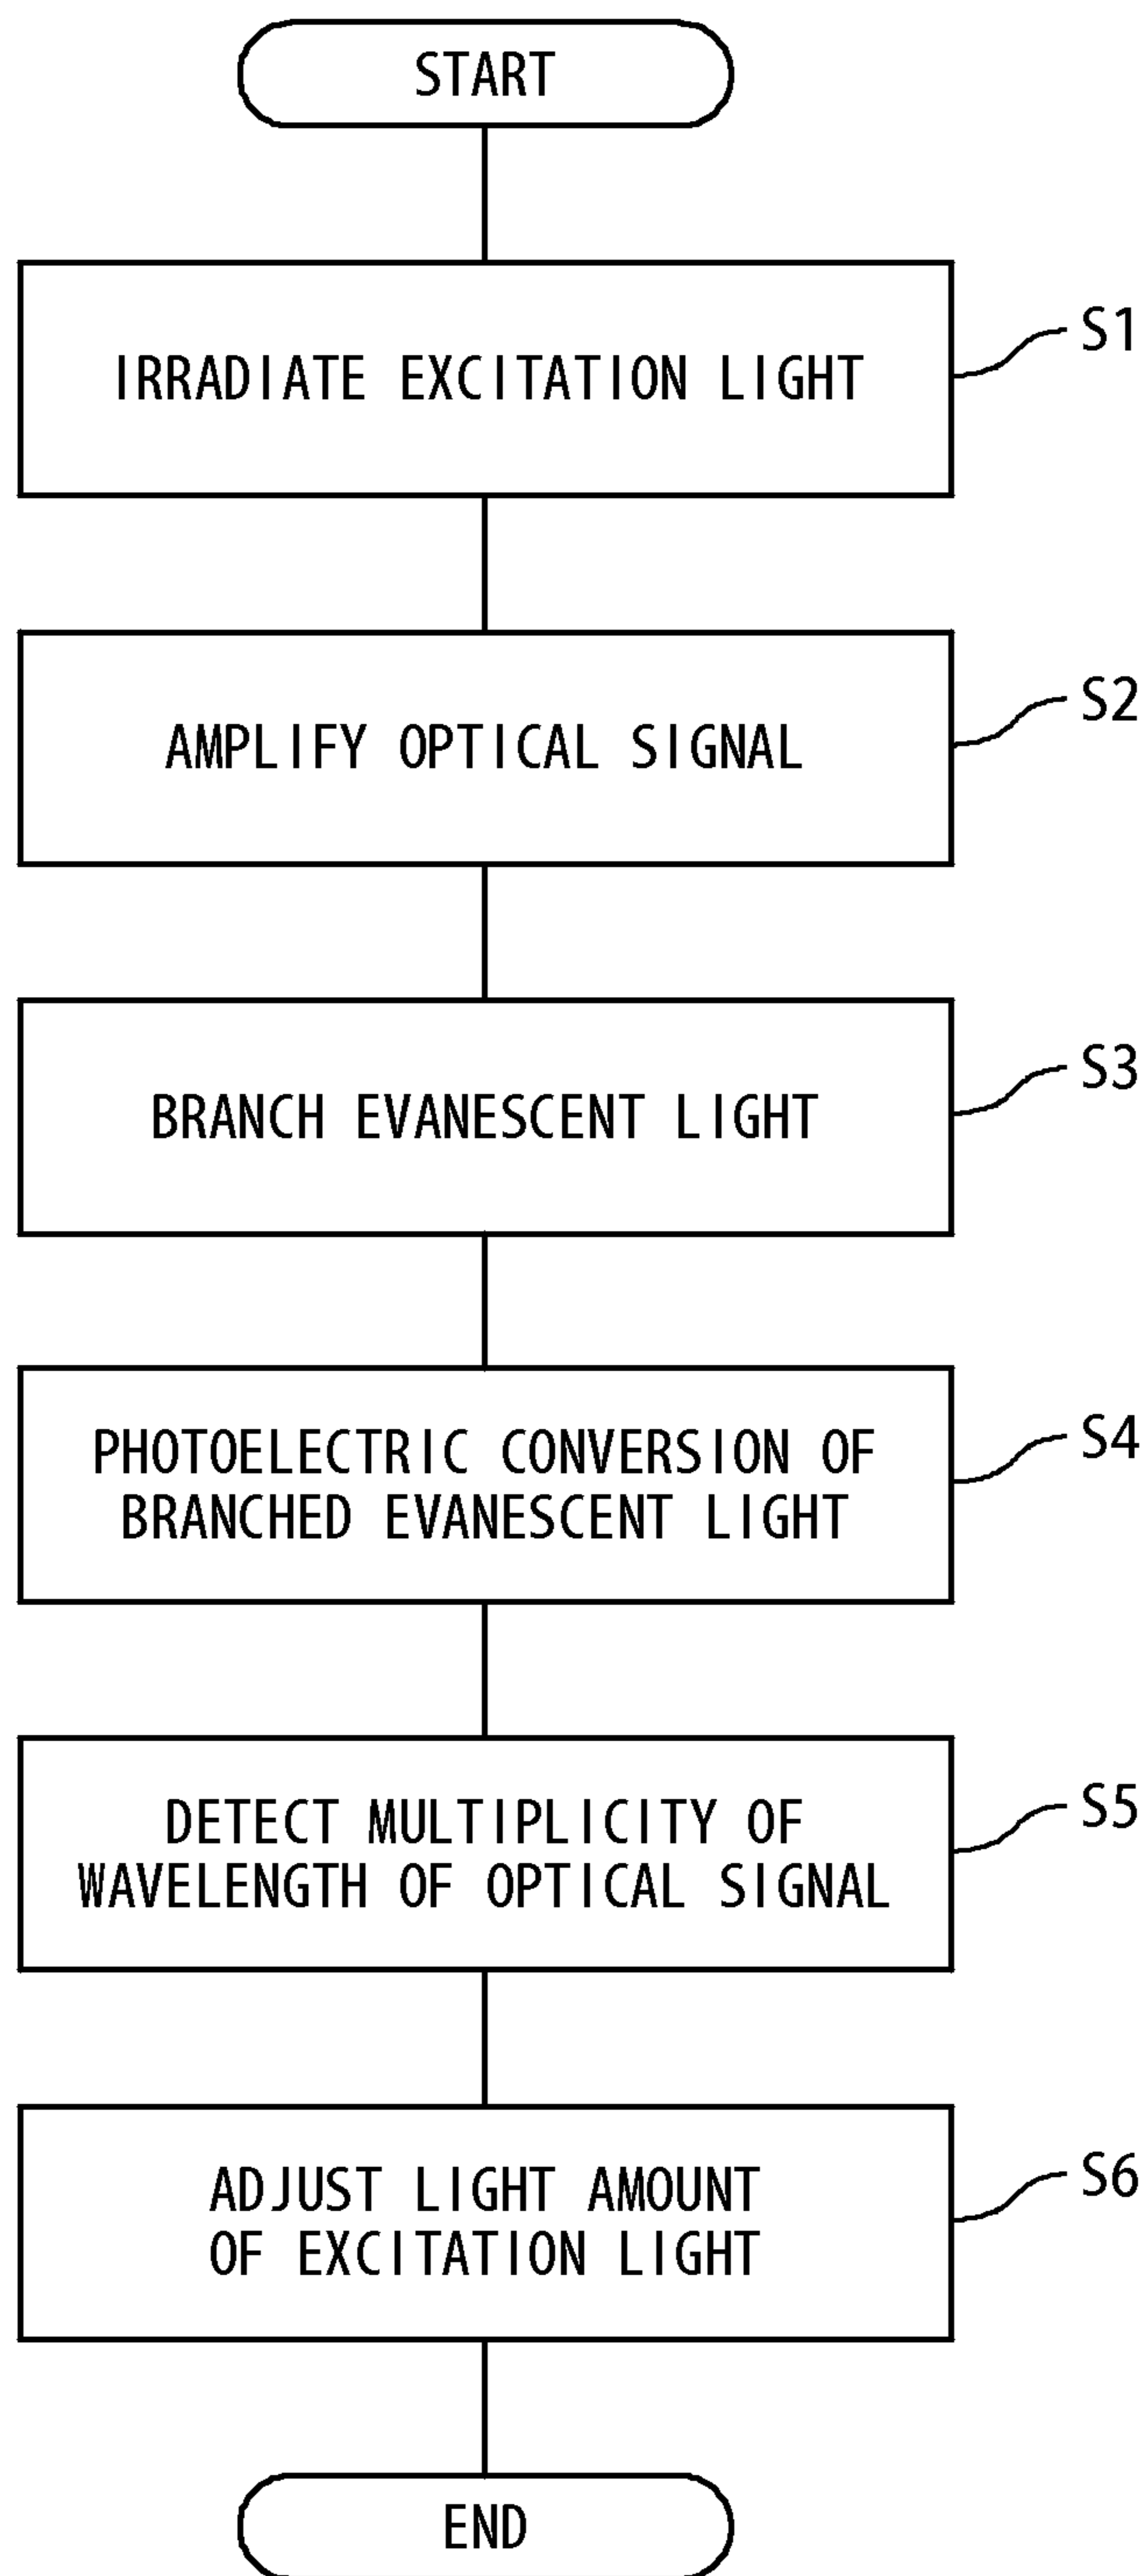 START
IRRADIATE EXCITATION LIGHT
S1
AMPLIFY OPTICAL SIGNAL
S2
BRANCH EVANESCENT LIGHT
S3
PHOTOELECTRIC CONVERSION OF
BRANCHED EVANESCENT LIGHT
S4
DETECT MULTIPLICITY OF
WAVELENGTH OF OPTICAL SIGNAL
S5
ADJUST LIGHT AMOUNT
OF EXCITATION LIGHT
S6
END